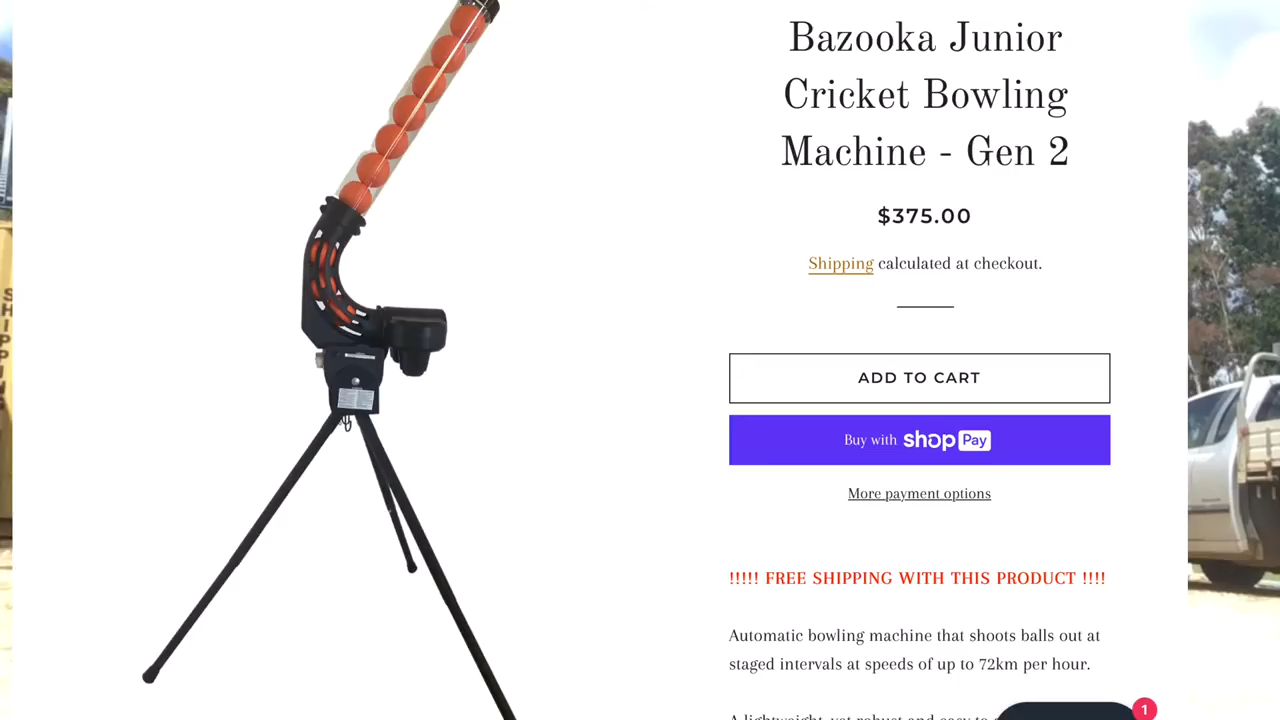 Bazooka Junior
Cricket Bowling
Machine - Gen 2
$375.00
Shipping calculated at checkout.
ADD TO CART
Buy with shop Pay
More payment options
!!!!! FREE SHIPPING WITH THIS PRODUCT !!!!
Automatic bowling machine that shoots balls out at
staged intervals at speeds of up to 72km per hour.
1
SHIPPING